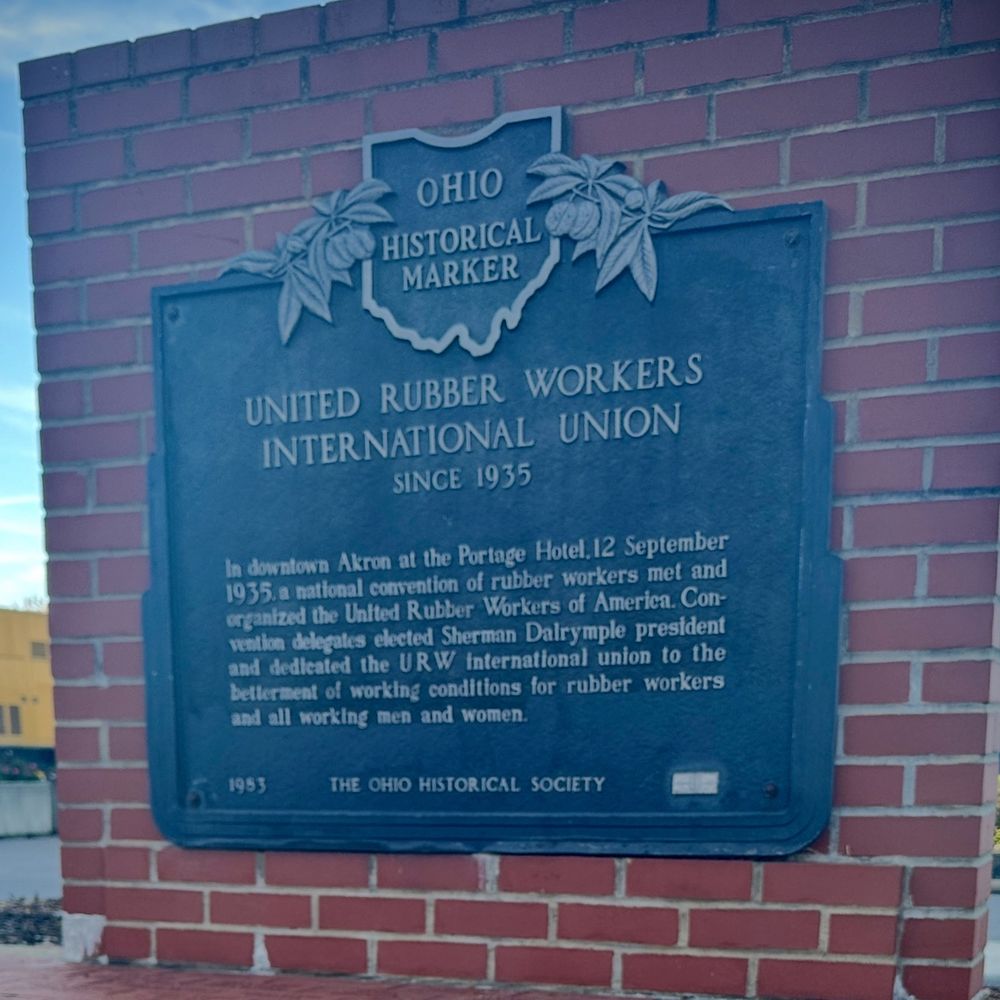 OHIO
HISTORICAL
MARKER
UNITED RUBBER WORKERS
INTERNATIONAL UNION
SINCE 1935
In downtown Akron at the Portage Hotel, 12 September
1935, a national convention of rubber workers met and
organized the United Rubber Workers of America. Con-
vention delegates elected Sherman Dalrymple president
and dedicated the URW international union to the
betterment of working conditions for rubber workers
and all working men and women.
1983 THE OHIO HISTORICAL SOCIETY